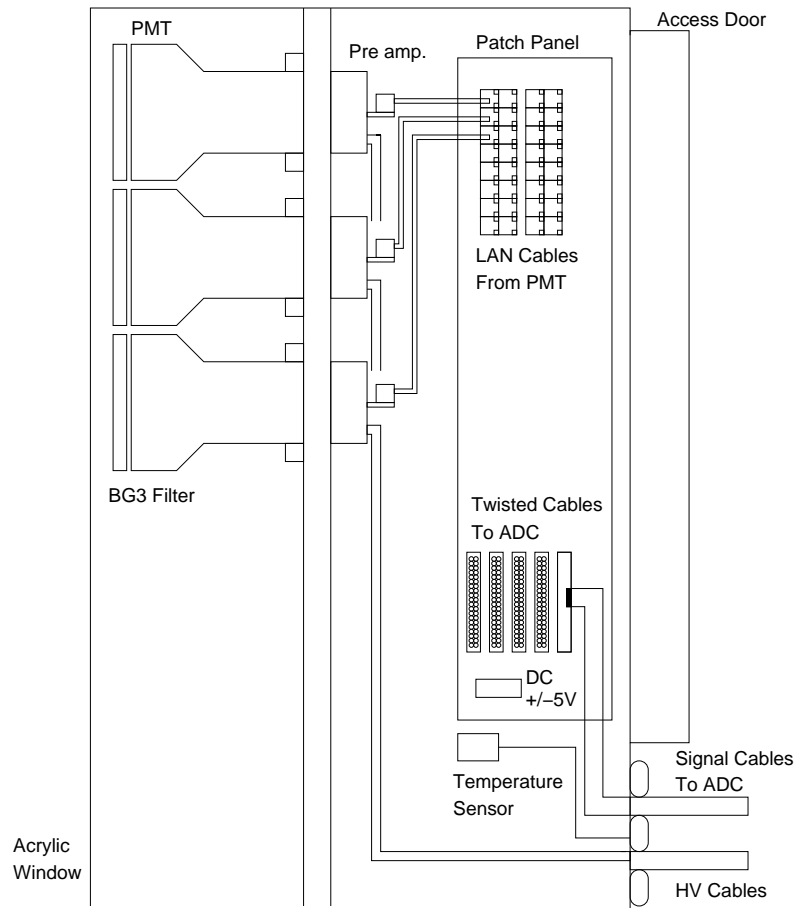 PMT
Pre amp.
Patch Panel
Access Door
LAN Cables
From PMT
BG3 Filter
Twisted Cables
To ADC
DC
+/−5V
Temperature
Sensor
Signal Cables
To ADC
Acrylic
Window
HV Cables